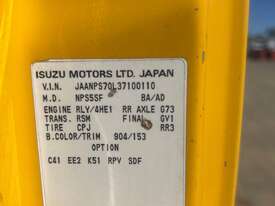 ISUZU MOTORS LTD. JAPAN
V.I.N. JAANPS70L37100110
M.D. NPS5SF BA/AD
ENGINE RLY/4HE1 RR AXLE G73
TRANS. RSM FINAL GV1
TIRE CPJ RR3
B.COLOR/TRIM 904/153
OPTION
C41 EE2 K51 RPV SDF